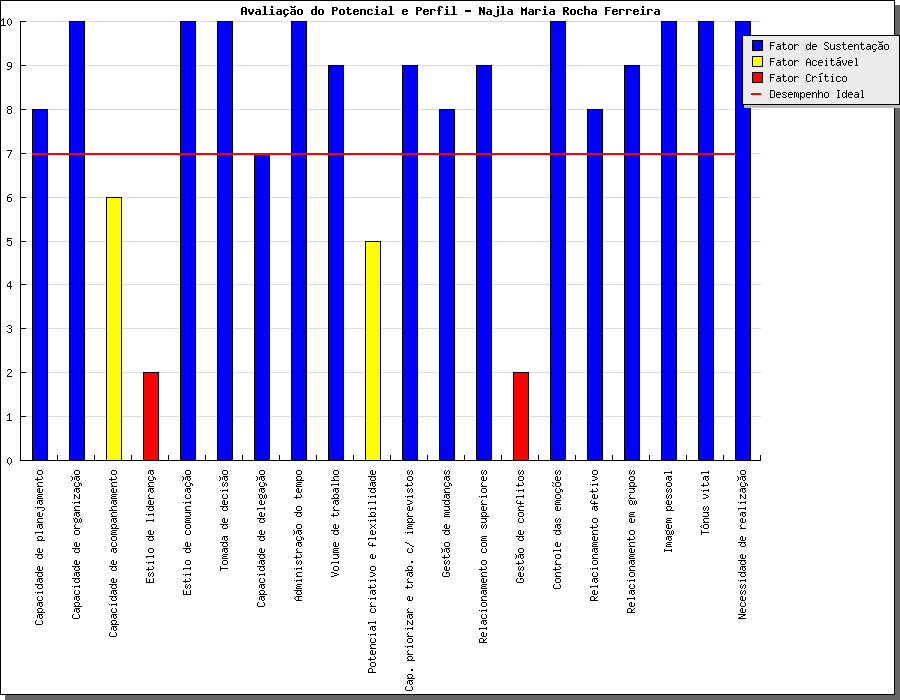 Avaliação do Potencial e Perfil - Najla Maria Rocha Ferreira
10
9
8
7
6
5
4
3
2
1
0
Fator de Sustentação
Fator Aceitável
Fator Crítico
Desempenho Ideal
Capacidade de planejamento
Capacidade de organização
Capacidade de acompanhamento
Estilo de liderança
Estilo de comunicação
Tomada de decisão
Capacidade de delegação
Administração do tempo
Volume de trabalho
Potencial criativo e flexibilidade
Cap. priorizar e trab. c/ imprevistos
Gestão de mudanças
Relacionamento com superiores
Gestão de conflitos
Controle das emoções
Relacionamento afetivo
Relacionamento em grupos
Imagem pessoal
Tônus vital
Necessidade de realização